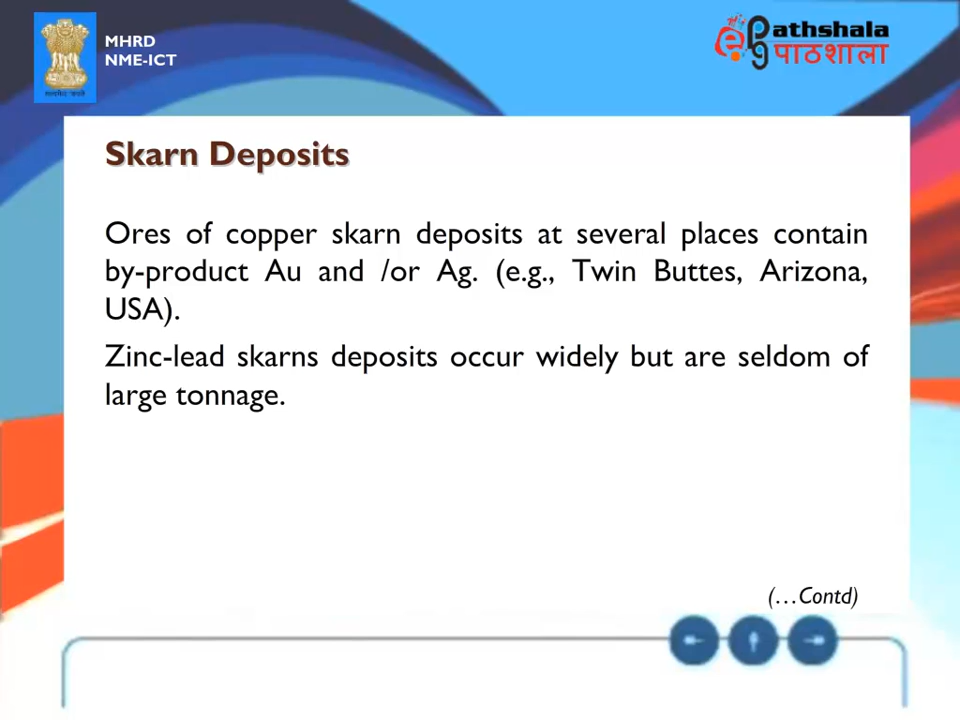 MHRD
NME-ICT
e
pg
athshala
पाठशाला
Skarn Deposits
Ores of copper skarn deposits at several places contain
by-product Au and /or Ag. (e.g., Twin Buttes, Arizona,
USA).
Zinc-lead skarns deposits occur widely but are seldom of
large tonnage.
(…Contd)